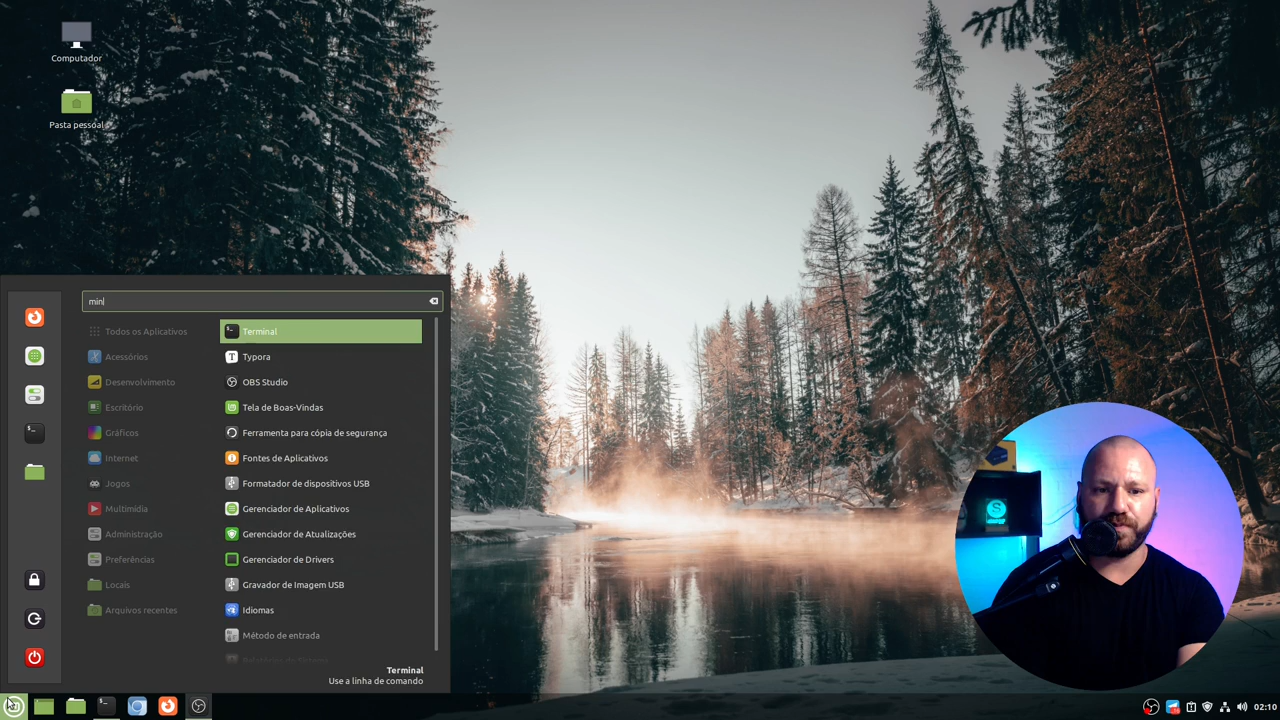 Computador
Pasta pessoal
min
Todos os Aplicativos
Acessórios
Desenvolvimento
Escritório
Gráficos
Internet
Jogos
Multimídia
Administração
Preferências
Locais
Arquivos recentes
Terminal
Typora
OBS Studio
Tela de Boas-Vindas
Ferramenta para cópia de segurança
Fontes de Aplicativos
Formatador de dispositivos USB
Gerenciador de Aplicativos
Gerenciador de Atualizações
Gerenciador de Drivers
Gravador de Imagem USB
Idiomas
Método de entrada
Relatórios do Sistema
Terminal
Use a linha de comando
02:10